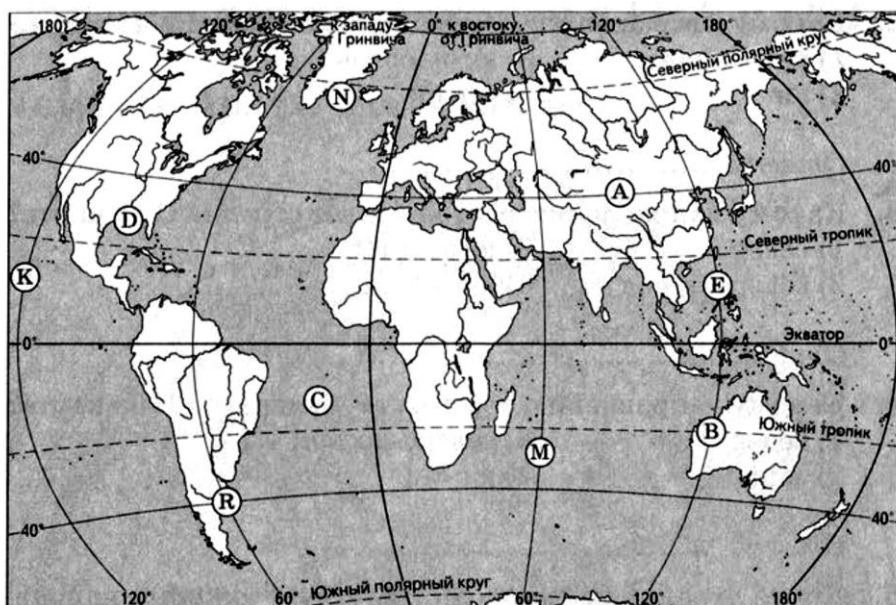 180° 120° 0° 120° 180°
к западу от Гринвича
к востоку от Гринвича
Северный полярный круг
N
40° 40°
A
D
Северный тропик
K
E
0° Экватор 0°
C
B
Южный тропик
M
R
40° 40°
Южный полярный круг
120° 60° 0° 60° 120° 180°